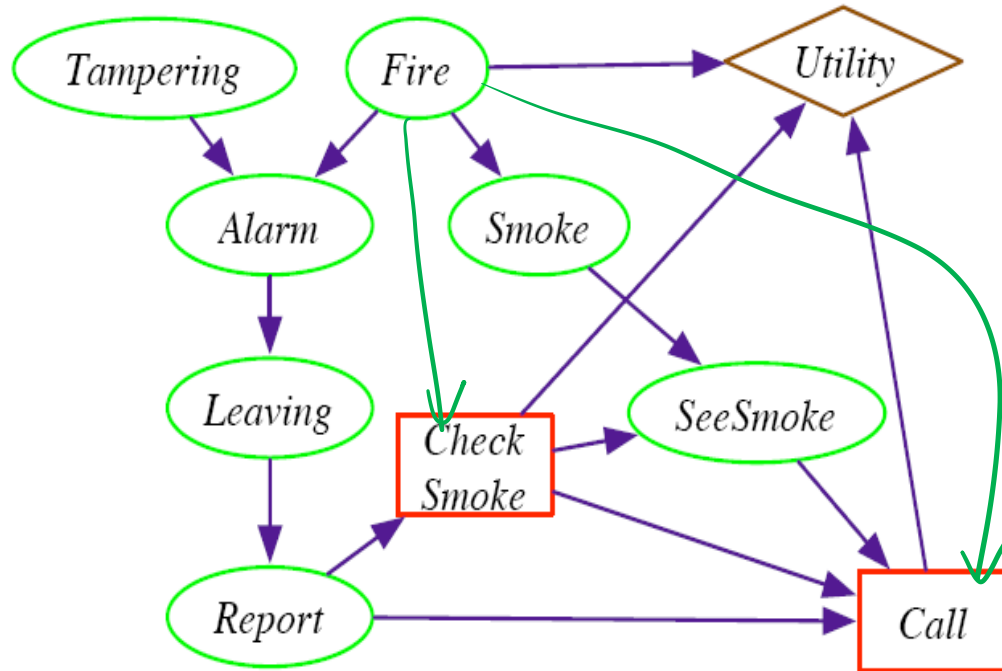 Tampering
Fire
Utility
Alarm
Smoke
Leaving
Check
Smoke
SeeSmoke
Report
Call